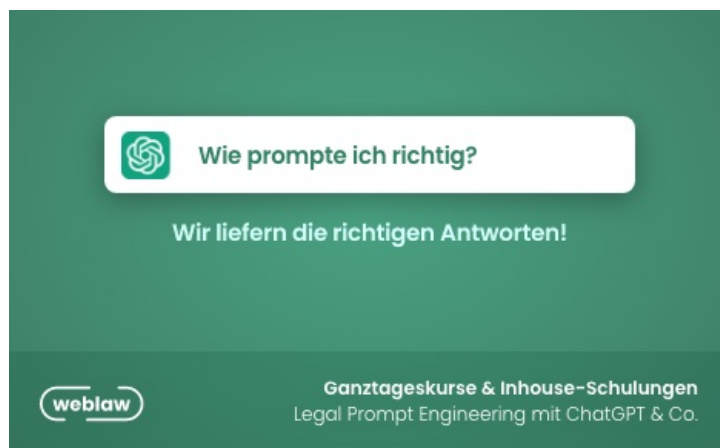 Wie prompte ich richtig?
Wir liefern die richtigen Antworten!
weblaw
Ganztageskurse & Inhouse-Schulungen
Legal Prompt Engineering mit ChatGPT & Co.